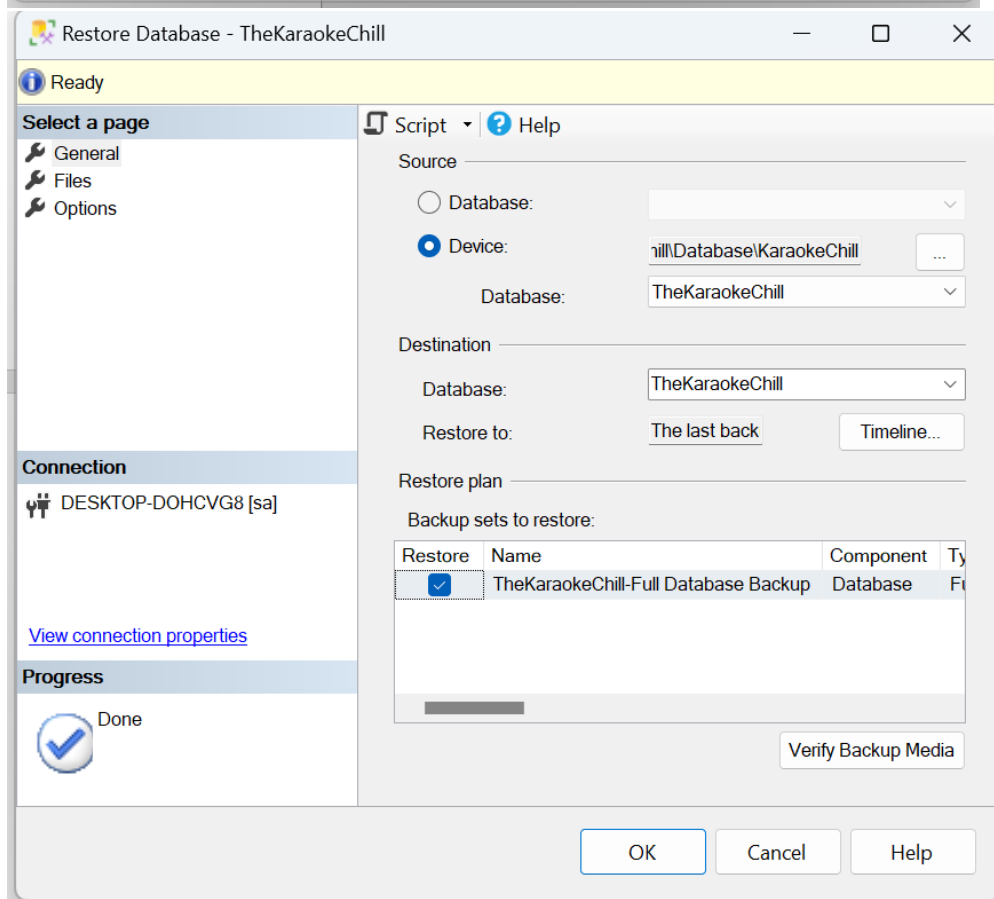 Restore Database - TheKaraokeChill
Ready
Select a page
General
Files
Options
Script
Help
Source
Database:
Device:
hill\Database\KaraokeChill
...
Database:
TheKaraokeChill
Destination
Database:
TheKaraokeChill
Restore to:
The last back
Timeline...
Restore plan
Backup sets to restore:
Restore Name Component Ty
TheKaraokeChill-Full Database Backup Database Fu
Verify Backup Media
Connection
DESKTOP-DOHCVG8 [sa]
View connection properties
Progress
Done
OK
Cancel
Help